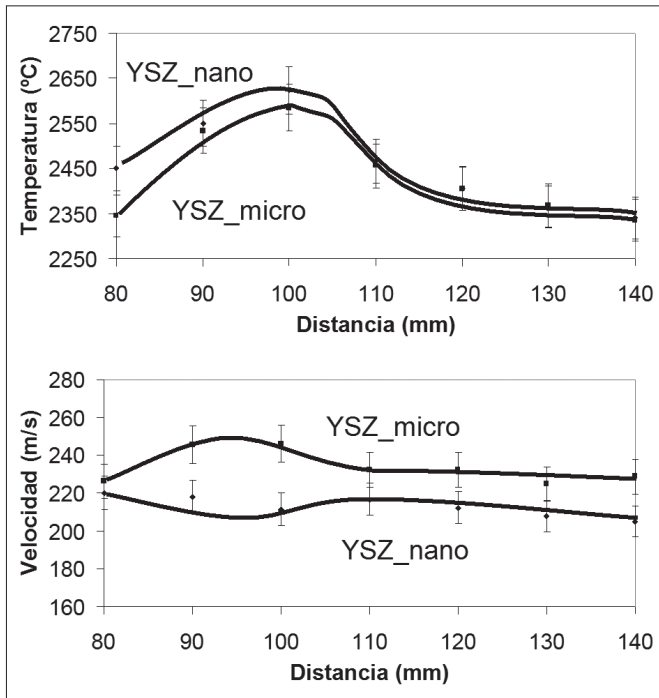 2750
2650
2550
2450
2350
2250
Temperatura (ºC)
YSZ_nano
YSZ_micro
80 90 100 110 120 130 140
Distancia (mm)
280
260
240
220
200
180
160
Velocidad (m/s)
YSZ_micro
YSZ_nano
80 90 100 110 120 130 140
Distancia (mm)